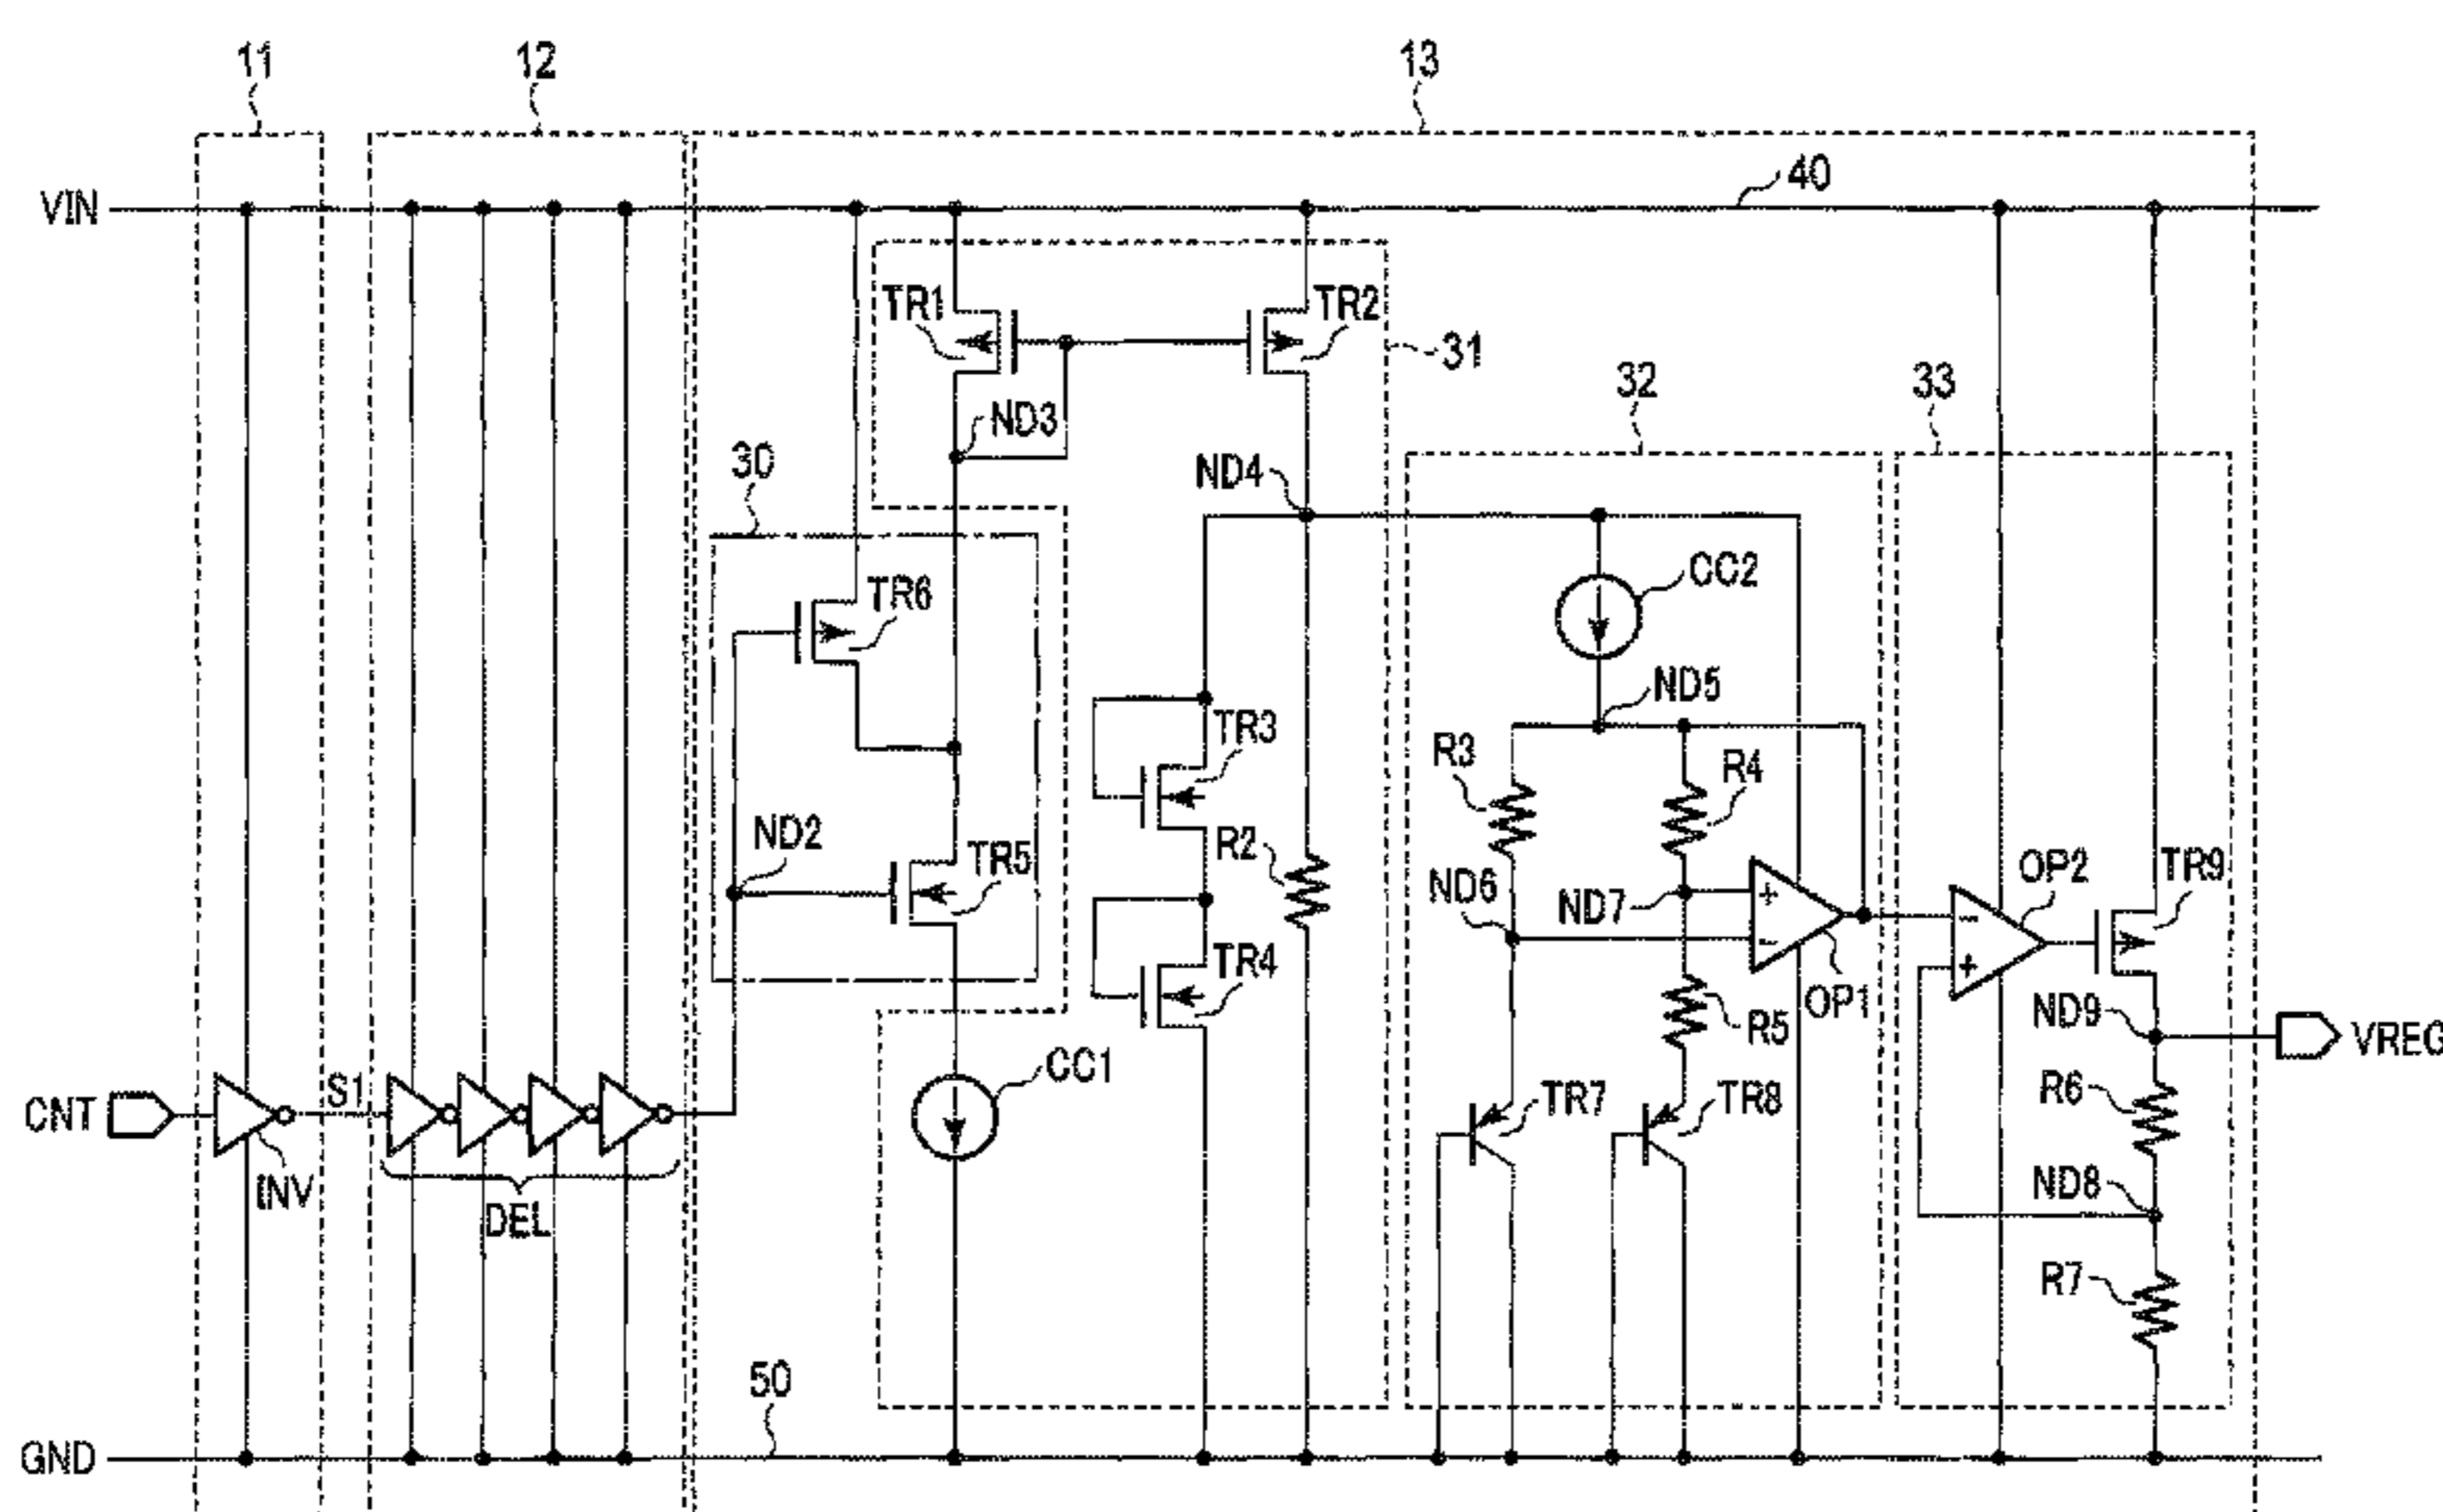 11
12
13
VIN
40
TR1
TR2
31
ND3
32
33
30
ND4
TR6
CC2
ND5
TR3
R3
R4
ND2
TR5
R2
OP2
TR9
ND6
ND7
TR4
OP1
R5
ND9
VREG
CC1
S1
CNT
TR7
TR8
R6
INV
DEL
ND8
R7
50
GND
+
-
-
+